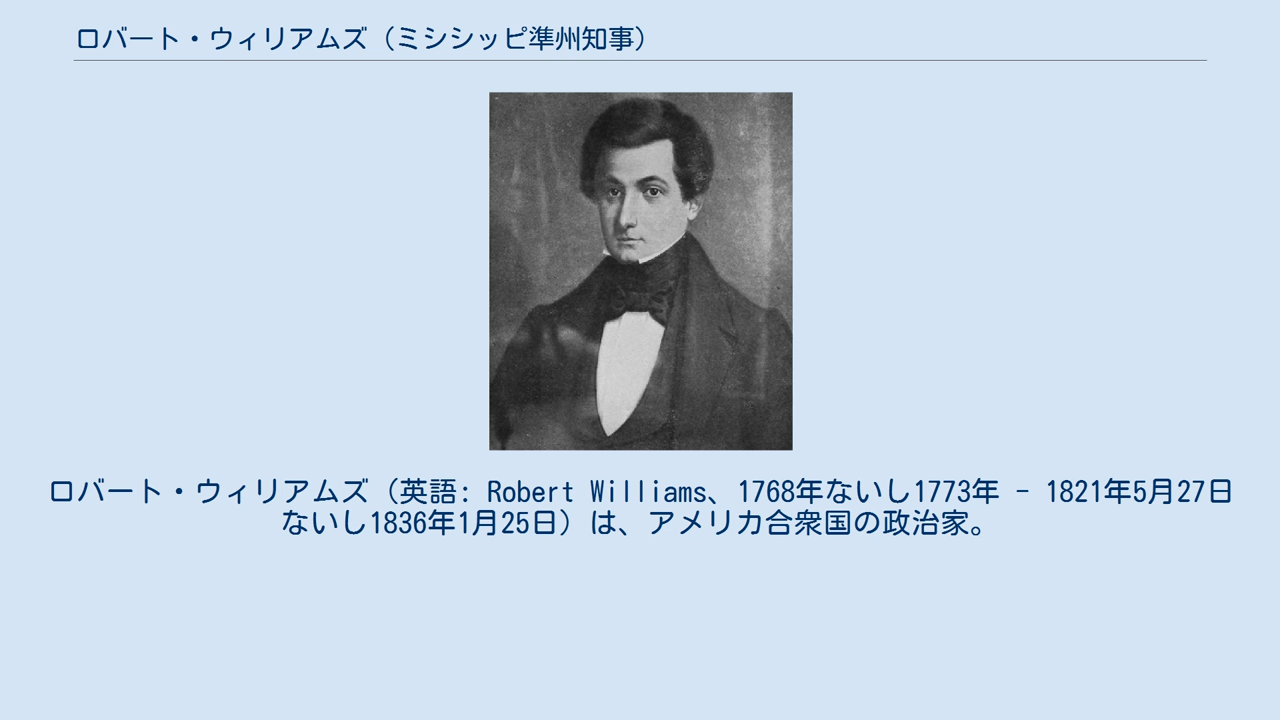 ロバート・ウィリアムズ（ミシシッピ準州知事）
ロバート・ウィリアムズ（英語: Robert Williams、1768年ないし1773年 - 1821年5月27日
ないし1836年1月25日）は、アメリカ合衆国の政治家。